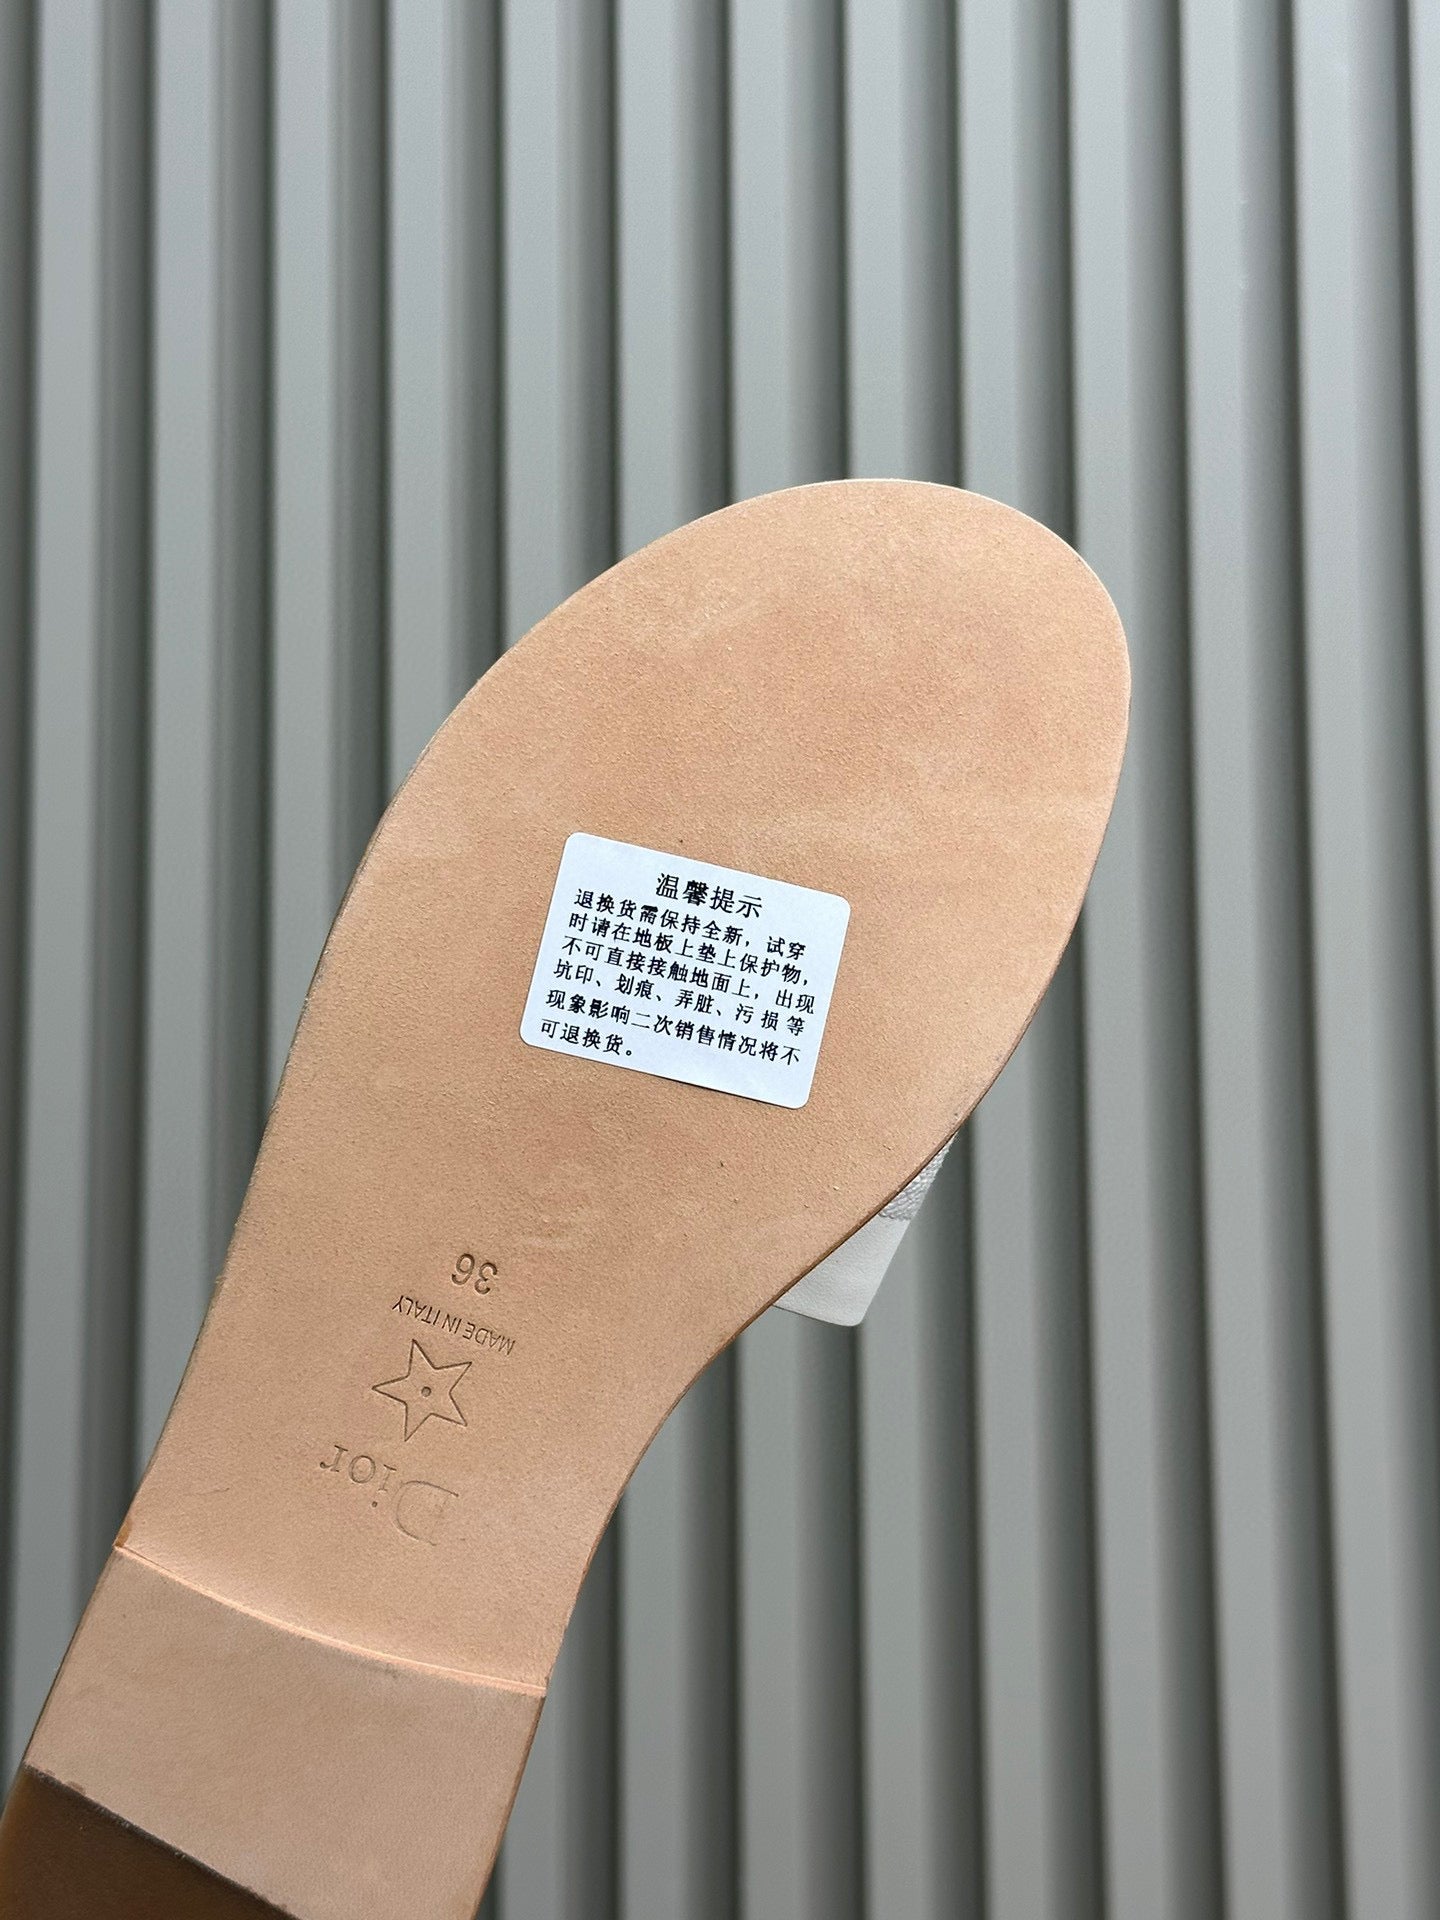 温馨提示
退换货需保持全新，试穿
时请在地板上垫上保护物，
不可直接接触地面上，出现
坑印、划痕、弄脏、污损等
现象影响二次销售情况将不
可退换货。
36
MADE IN ITALY
Dior